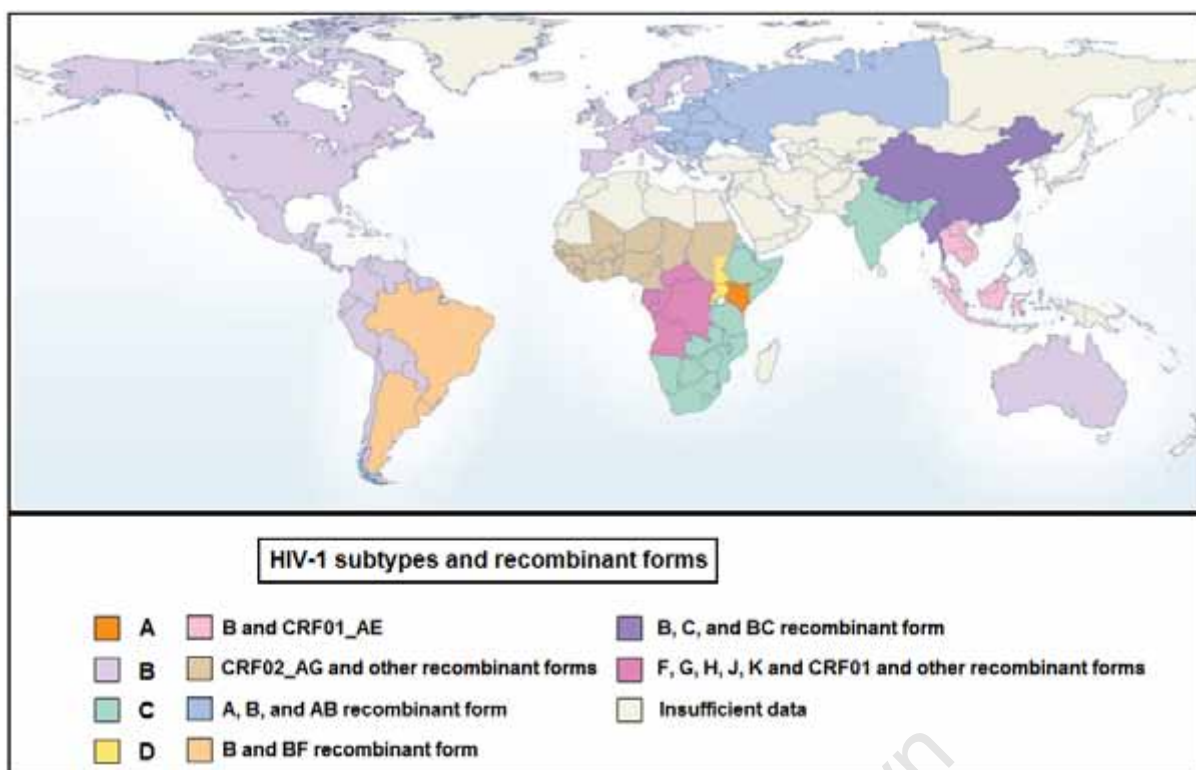 HIV-1 subtypes and recombinant forms
A
B and CRF01_AE
B, C, and BC recombinant form
B
CRF02_AG and other recombinant forms
F, G, H, J, K and CRF01 and other recombinant forms
C
A, B, and AB recombinant form
Insufficient data
D
B and BF recombinant form